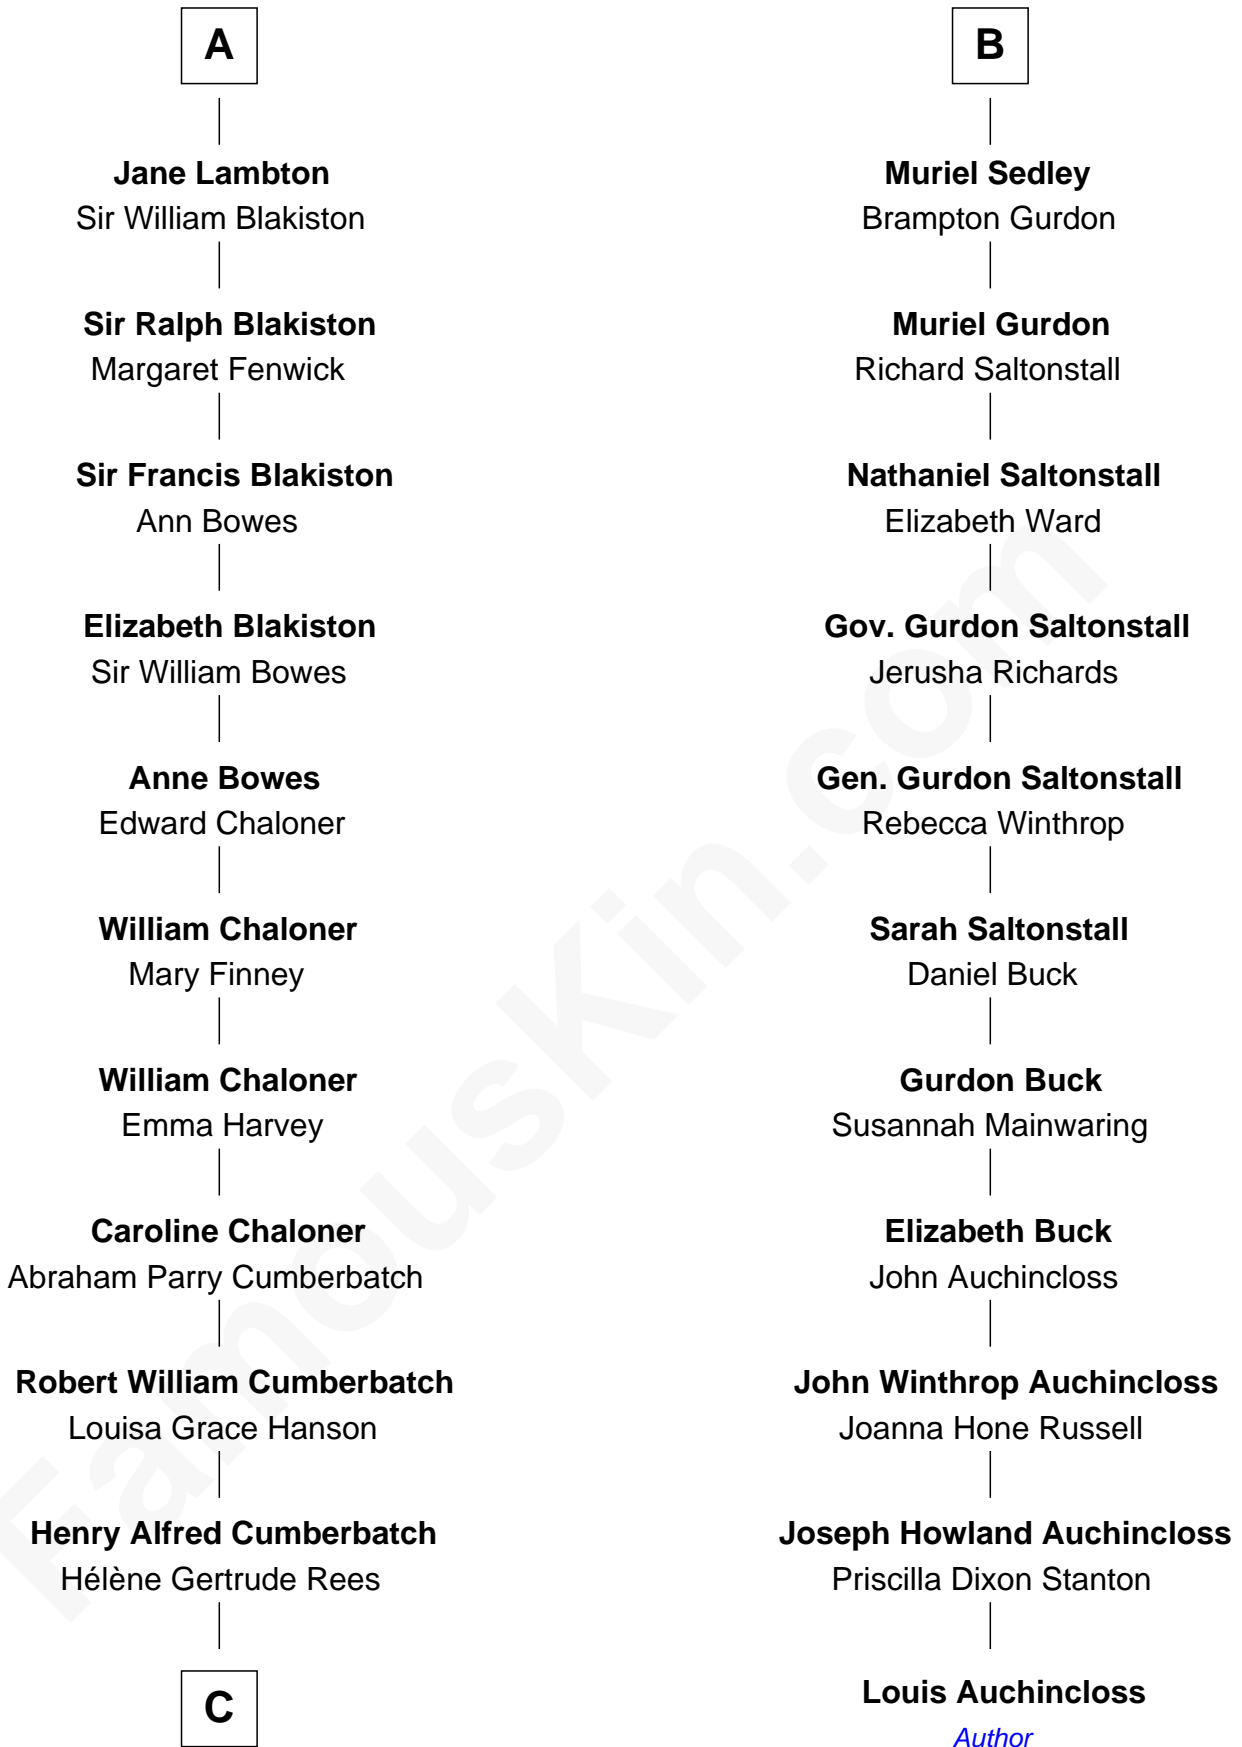 A
Jane Lambton
Sir William Blakiston
Sir Ralph Blakiston
Margaret Fenwick
Sir Francis Blakiston
Ann Bowes
Elizabeth Blakiston
Sir William Bowes
Anne Bowes
Edward Chaloner
William Chaloner
Mary Finney
William Chaloner
Emma Harvey
Caroline Chaloner
Abraham Parry Cumberbatch
Robert William Cumberbatch
Louisa Grace Hanson
Henry Alfred Cumberbatch
Hélène Gertrude Rees
C
B
Muriel Sedley
Brampton Gurdon
Muriel Gurdon
Richard Saltonstall
Nathaniel Saltonstall
Elizabeth Ward
Gov. Gurdon Saltonstall
Jerusha Richards
Gen. Gurdon Saltonstall
Rebecca Winthrop
Sarah Saltonstall
Daniel Buck
Gurdon Buck
Susannah Mainwaring
Elizabeth Buck
John Auchincloss
John Winthrop Auchincloss
Joanna Hone Russell
Joseph Howland Auchincloss
Priscilla Dixon Stanton
Louis Auchincloss
Author
FamousKin.com